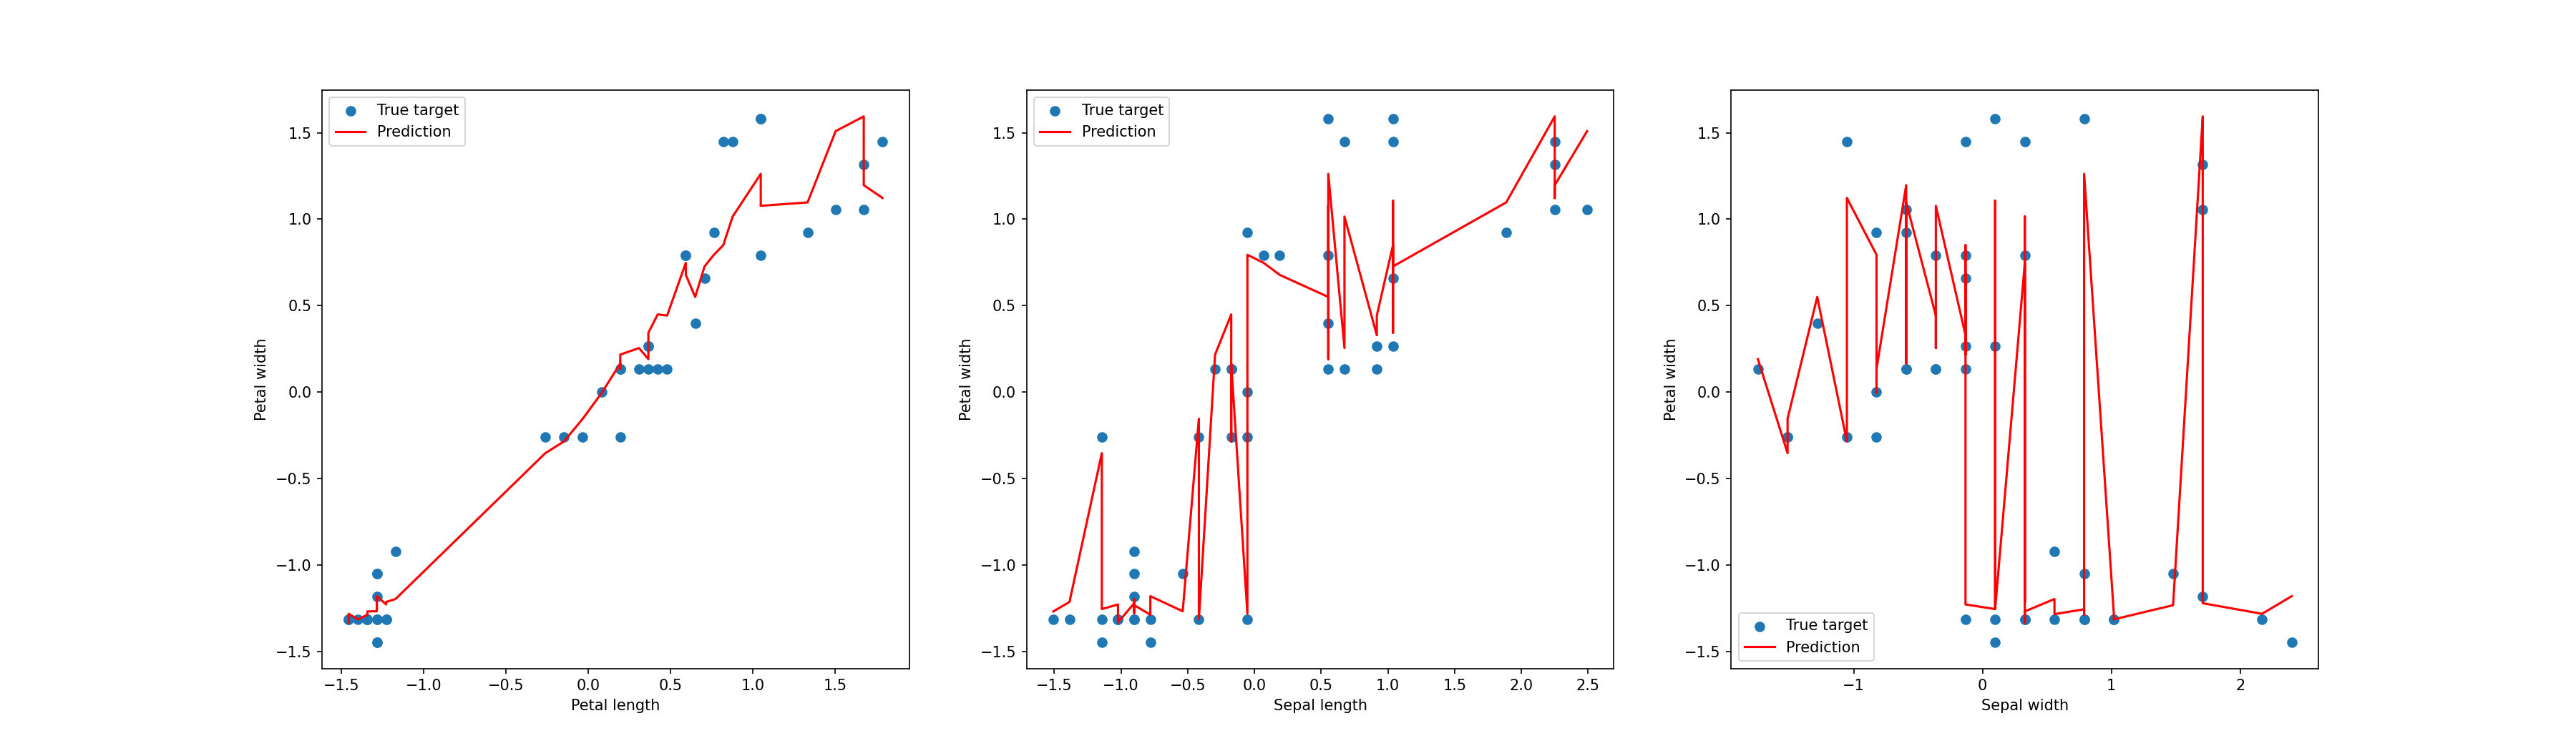 True target
Prediction
1.5
1.0
0.5
0.0
−0.5
−1.0
−1.5
Petal width
−1.5 −1.0 −0.5 0.0 0.5 1.0 1.5
Petal length
True target
Prediction
1.5
1.0
0.5
0.0
−0.5
−1.0
−1.5
Petal width
−1.5 −1.0 −0.5 0.0 0.5 1.0 1.5 2.0 2.5
Sepal length
1.5
1.0
0.5
0.0
−0.5
−1.0
−1.5
Petal width
True target
Prediction
−1 0 1 2
Sepal width